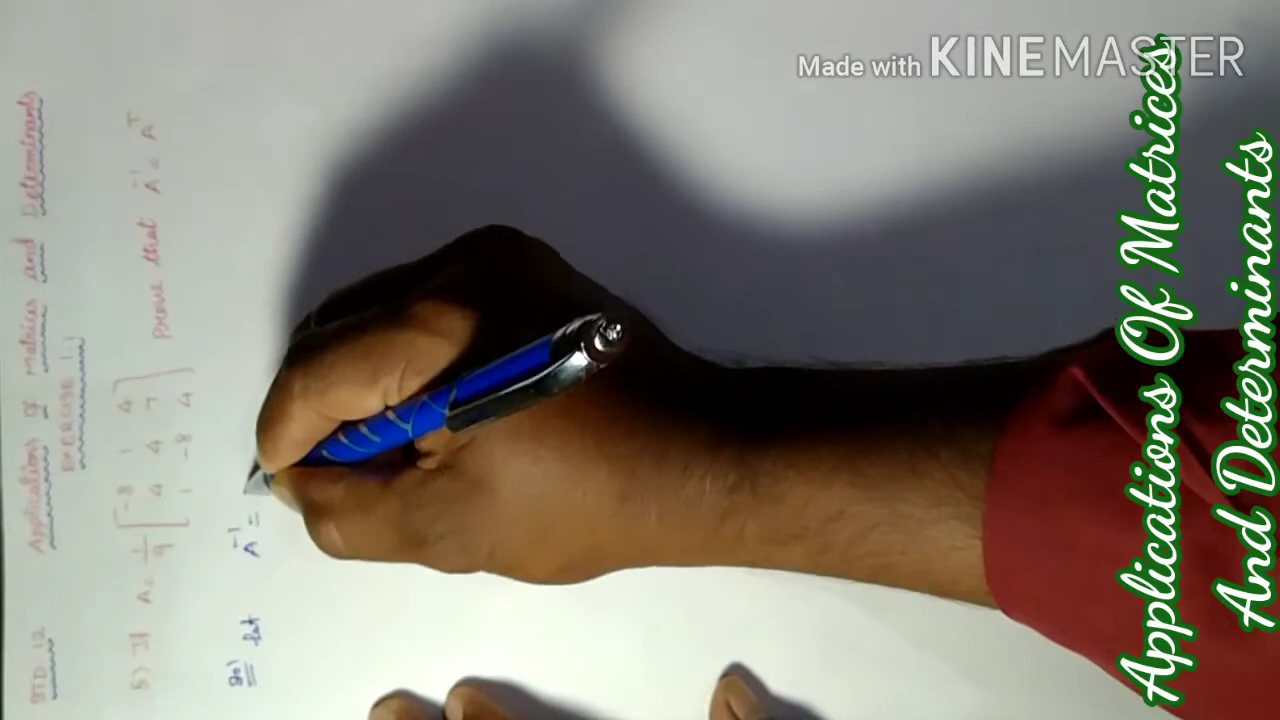 Made with KINEMASTER
Applications Of Matrices
And Determinants
STD 12 Applications of matrices and Determinants
EXERCISE 1.1
5) If A = 1/9 [ -8 1 4
4 4 7
1 -8 4 ] prove that A⁻¹ = Aᵀ
Sol) let A⁻¹ =